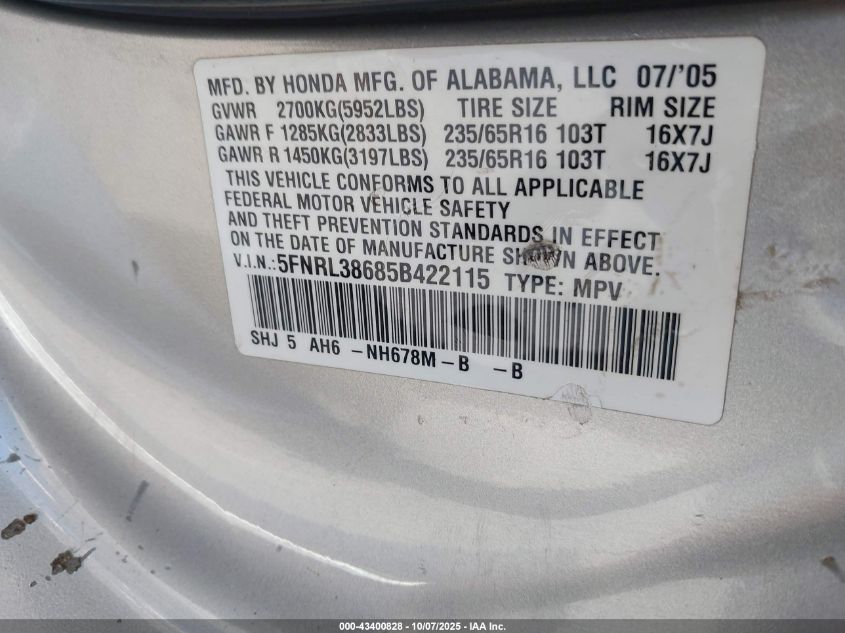 MFD. BY HONDA MFG. OF ALABAMA, LLC 07/'05
GVWR 2700KG(5952LBS) TIRE SIZE RIM SIZE
GAWR F 1285KG(2833LBS) 235/65R16 103T 16X7J
GAWR R 1450KG(3197LBS) 235/65R16 103T 16X7J
THIS VEHICLE CONFORMS TO ALL APPLICABLE
FEDERAL MOTOR VEHICLE SAFETY
AND THEFT PREVENTION STANDARDS IN EFFECT
ON THE DATE OF MANUFACTURE SHOWN ABOVE.
V.I.N.:5FNRL38685B422115 TYPE: MPV
SHJ 5 AH6 -NH678M-B -B
000-43400828 - 10/07/2025 - IAA Inc.